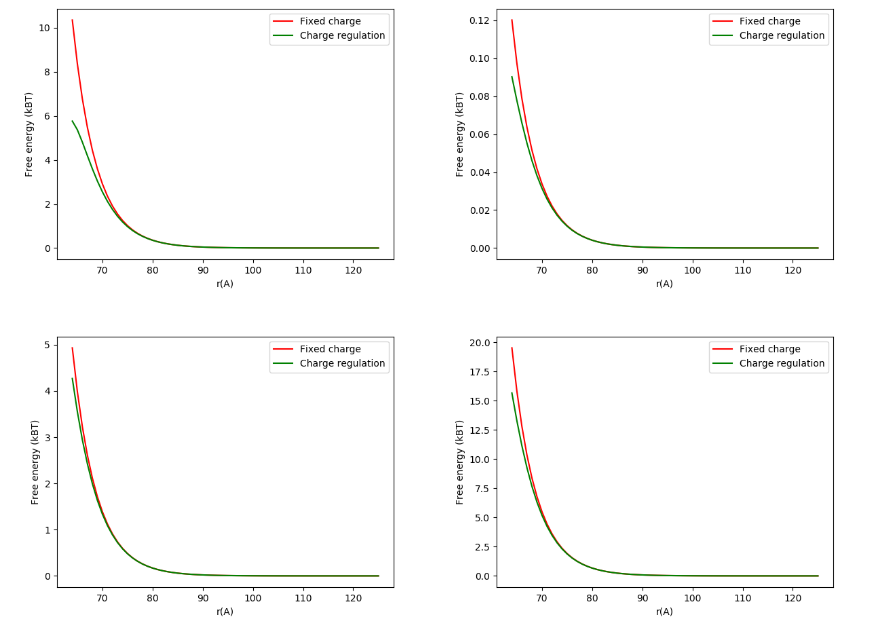 Fixed charge
Charge regulation
Free energy (kBT)
10
8
6
4
2
0
70 80 90 100 110 120
r(A)
Fixed charge
Charge regulation
Free energy (kBT)
0.12
0.10
0.08
0.06
0.04
0.02
0.00
70 80 90 100 110 120
r(A)
Fixed charge
Charge regulation
Free energy (kBT)
5
4
3
2
1
0
70 80 90 100 110 120
r(A)
Fixed charge
Charge regulation
Free energy (kBT)
20.0
17.5
15.0
12.5
10.0
7.5
5.0
2.5
0.0
70 80 90 100 110 120
r(A)